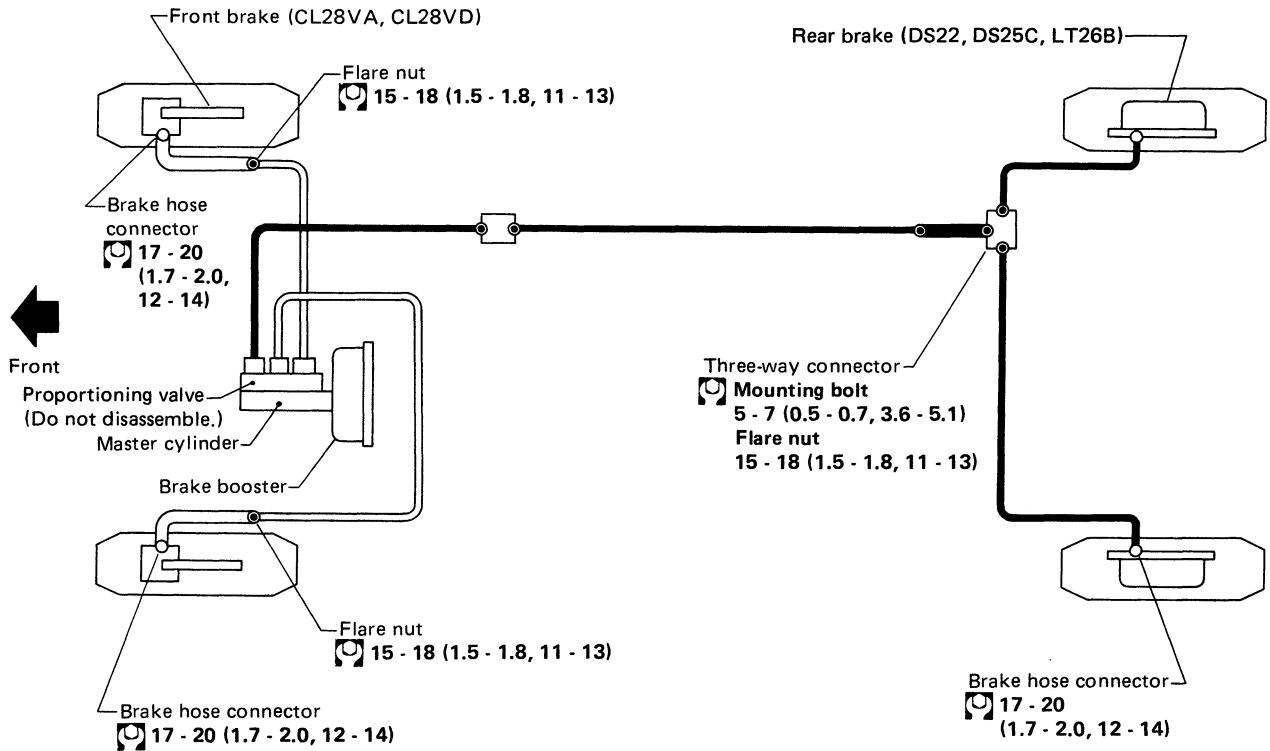 Front brake (CL28VA, CL28VD)
Flare nut
15 - 18 (1.5 - 1.8, 11 - 13)
Rear brake (DS22, DS25C, LT26B)
Brake hose
connector
17 - 20
(1.7 - 2.0,
12 - 14)
Front
Proportioning valve
(Do not disassemble.)
Master cylinder
Brake booster
Three-way connector
Mounting bolt
5 - 7 (0.5 - 0.7, 3.6 - 5.1)
Flare nut
15 - 18 (1.5 - 1.8, 11 - 13)
Flare nut
15 - 18 (1.5 - 1.8, 11 - 13)
Brake hose connector
17 - 20 (1.7 - 2.0, 12 - 14)
Brake hose connector
17 - 20
(1.7 - 2.0, 12 - 14)